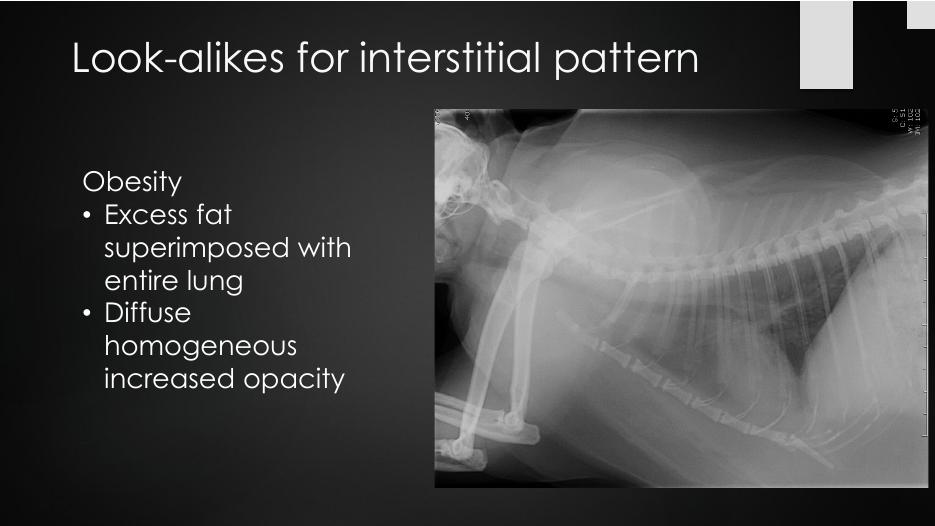 Look-alikes for interstitial pattern
Obesity
• Excess fat
superimposed with
entire lung
• Diffuse
homogeneous
increased opacity